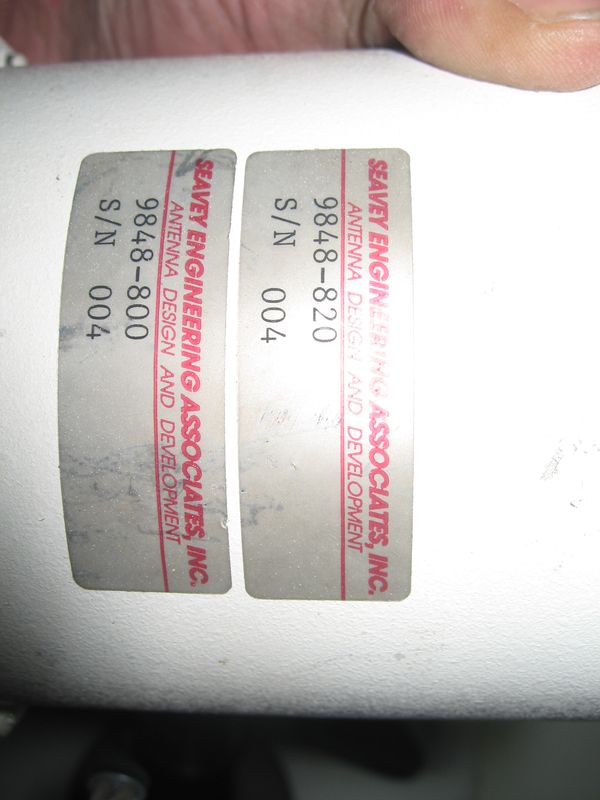 SEAVEY ENGINEERING ASSOCIATES, INC.
ANTENNA DESIGN AND DEVELOPMENT
9848-820
S/N 004
SEAVEY ENGINEERING ASSOCIATES, INC.
ANTENNA DESIGN AND DEVELOPMENT
9848-800
S/N 004